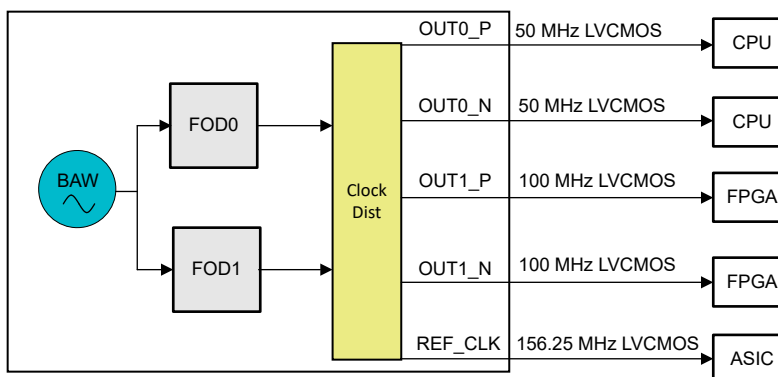 OUT0_P 50 MHz LVCMOS CPU
FOD0
OUT0_N 50 MHz LVCMOS CPU
BAW
Clock
Dist
OUT1_P 100 MHz LVCMOS FPGA
FOD1
OUT1_N 100 MHz LVCMOS FPGA
REF_CLK 156.25 MHz LVCMOS ASIC